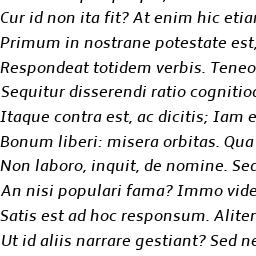 Cur id non ita fit? At enim hic etiam
Primum in nostrane potestate est,
Respondeat totidem verbis. Teneo
Sequitur disserendi ratio cognitio
Itaque contra est, ac dicitis; Iam e
Bonum liberi: misera orbitas. Qua
Non laboro, inquit, de nomine. Sed
An nisi populari fama? Immo vide
Satis est ad hoc responsum. Aliter
Ut id aliis narrare gestiant? Sed ne